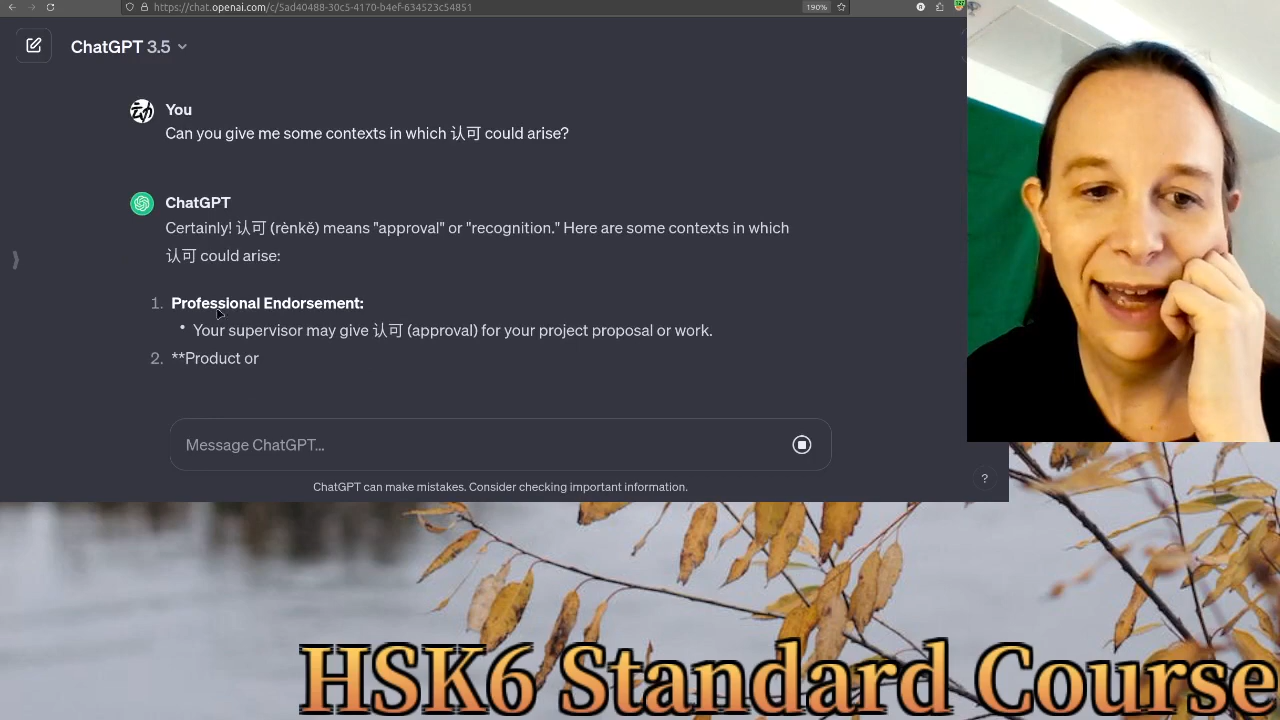 https://chat.openai.com/c/5ad40488-30c5-4170-b4ef-634523c54851
190%
ChatGPT 3.5
You
Can you give me some contexts in which 认可 could arise?
ChatGPT
Certainly! 认可 (rènkě) means "approval" or "recognition." Here are some contexts in which
认可 could arise:
1. Professional Endorsement:
• Your supervisor may give 认可 (approval) for your project proposal or work.
2. **Product or
Message ChatGPT...
ChatGPT can make mistakes. Consider checking important information.
?
HSK6 Standard Course